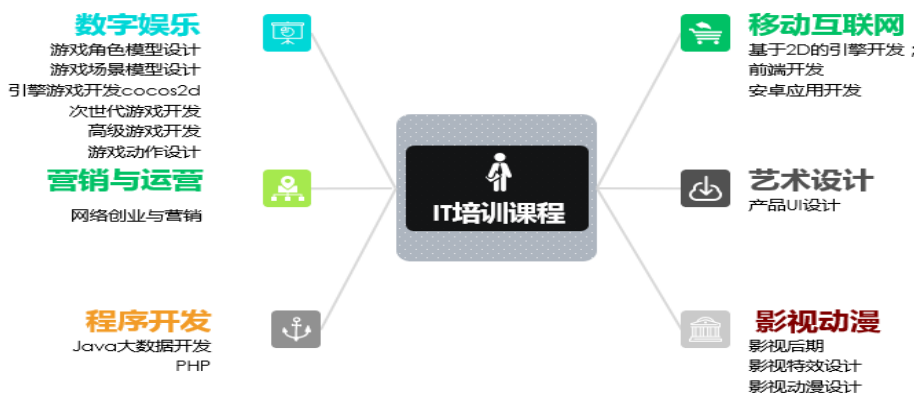 数字娱乐
游戏角色模型设计
游戏场景模型设计
引擎游戏开发cocos2d
次世代游戏开发
高级游戏开发
游戏动作设计
营销与运营
网络创业与营销
程序开发
Java大数据开发
PHP
IT培训课程
移动互联网
基于2D的引擎开发；
前端开发
安卓应用开发
艺术设计
产品UI设计
影视动漫
影视后期
影视特效设计
影视动漫设计